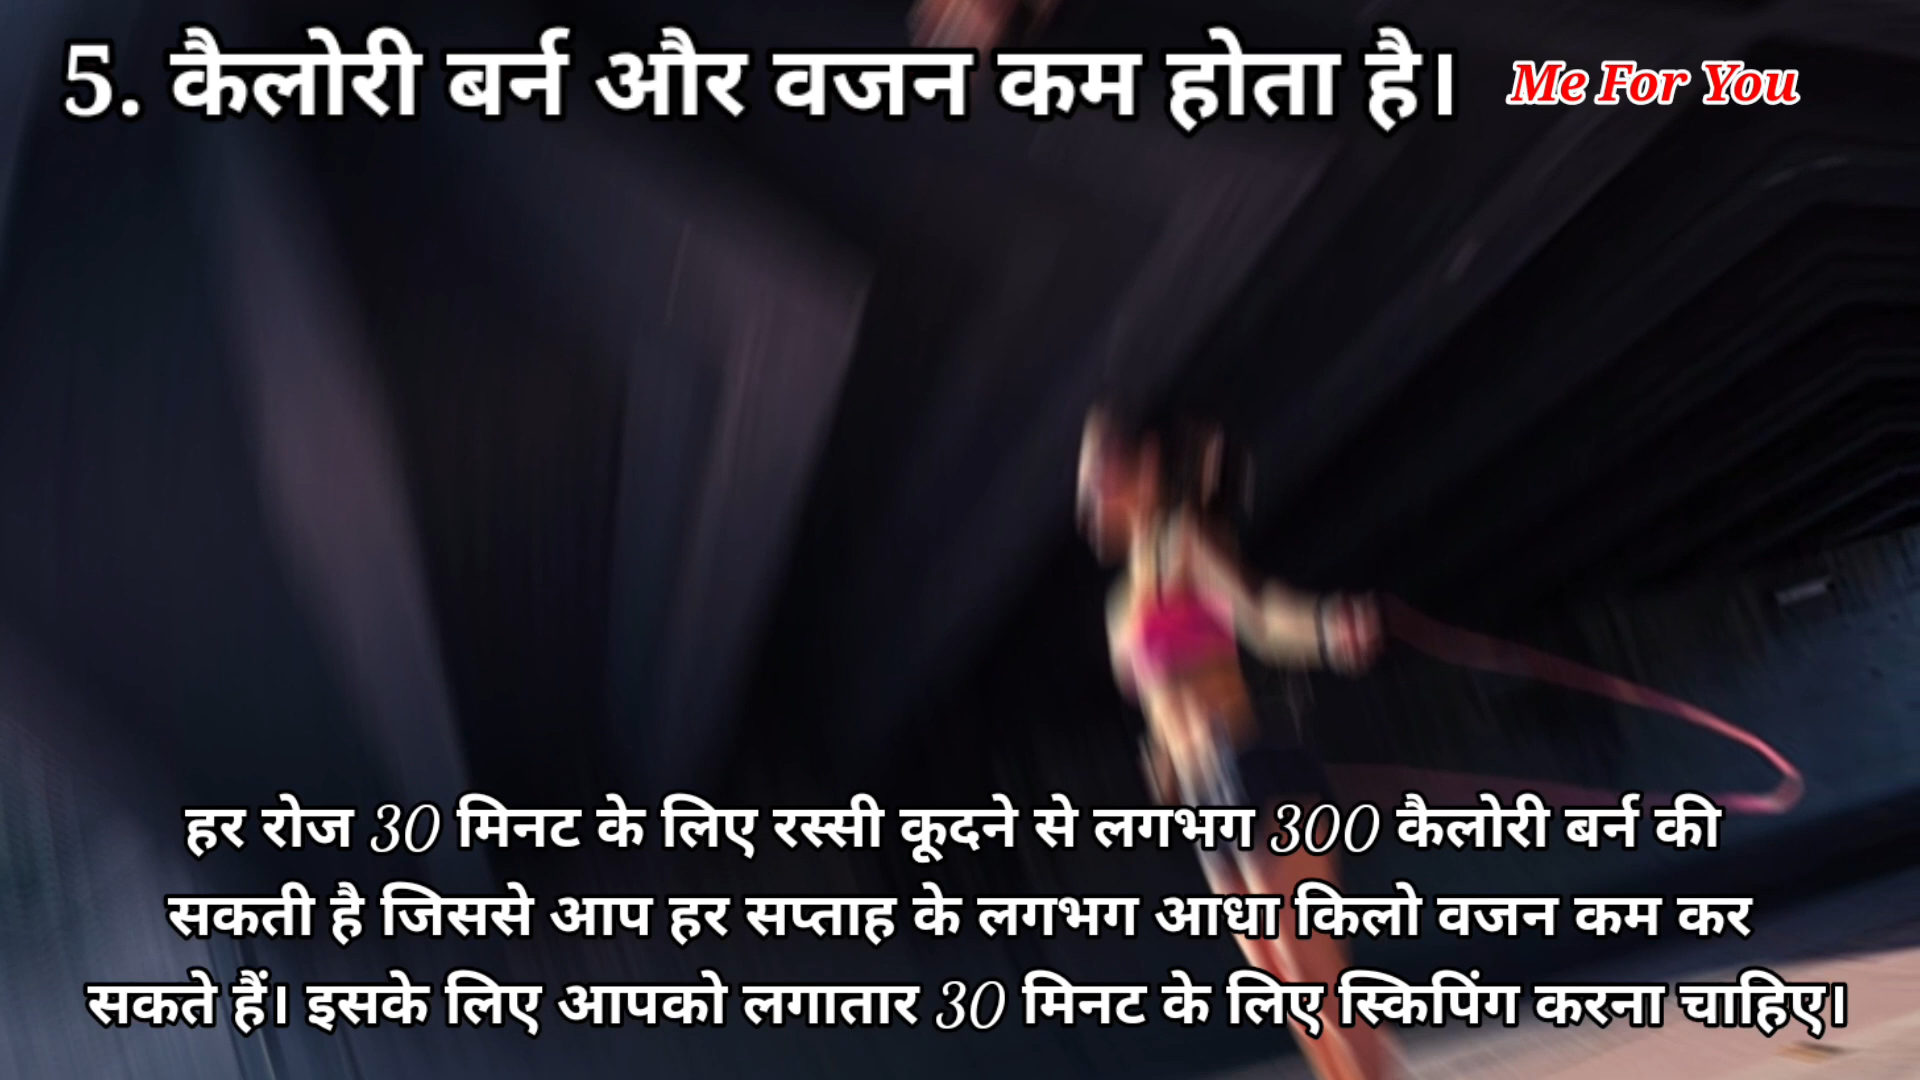 5. कैलोरी बर्न और वजन कम होता है। Me For You
हर रोज 30 मिनट के लिए रस्सी कूदने से लगभग 300 कैलोरी बर्न की
सकती है जिससे आप हर सप्ताह के लगभग आधा किलो वजन कम कर
सकते हैं। इसके लिए आपको लगातार 30 मिनट के लिए स्किपिंग करना चाहिए।